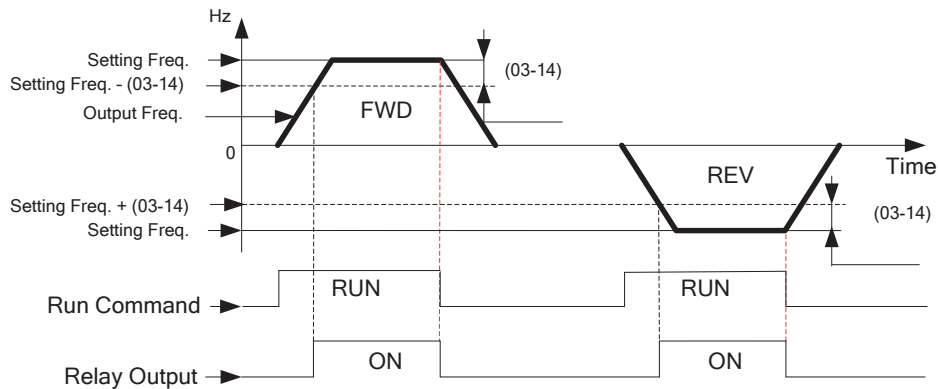 Hz
Setting Freq.
(03-14)
Setting Freq. - (03-14)
Output Freq.
FWD
0
Time
REV
Setting Freq. + (03-14)
(03-14)
Setting Freq.
RUN
RUN
Run Command
ON
ON
Relay Output